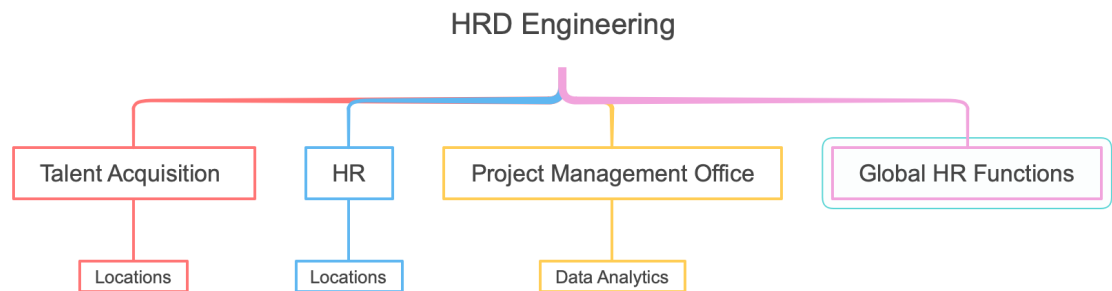 HRD Engineering
Talent Acquisition
HR
Project Management Office
Global HR Functions
Locations
Locations
Data Analytics